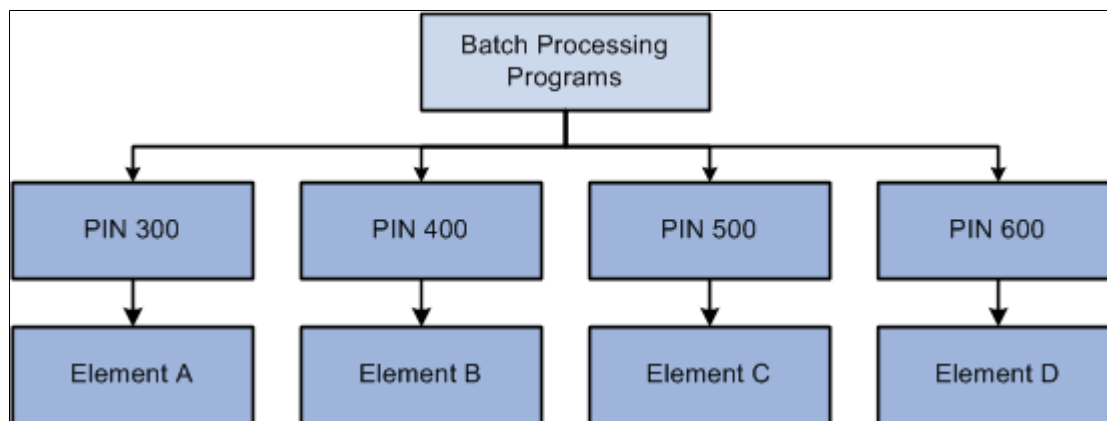 Batch Processing
Programs
PIN 300
PIN 400
PIN 500
PIN 600
Element A
Element B
Element C
Element D